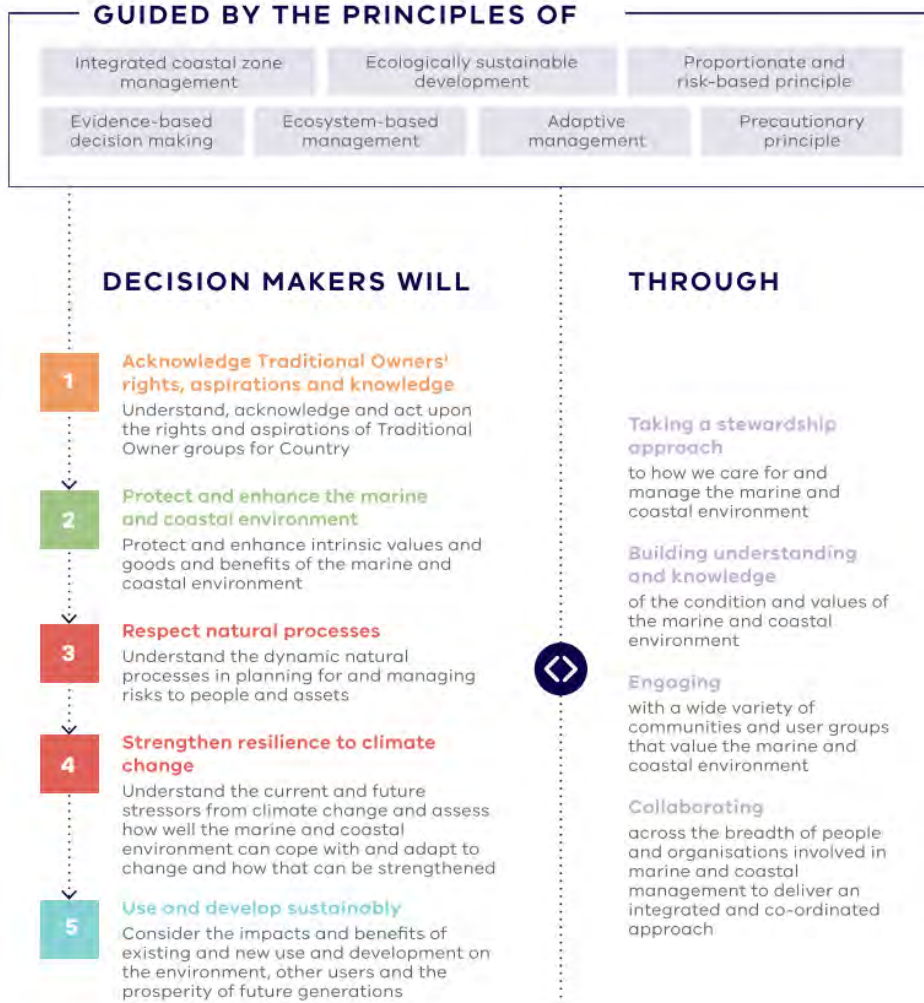 GUIDED BY THE PRINCIPLES OF
Integrated coastal zone
management
Ecologically sustainable
development
Proportionate and
risk-based principle
Evidence-based
decision making
Ecosystem-based
management
Adaptive
management
Precautionary
principle
DECISION MAKERS WILL
1
Acknowledge Traditional Owners'
rights, aspirations and knowledge
Understand, acknowledge and act upon
the rights and aspirations of Traditional
Owner groups for Country
2
Protect and enhance the marine
and coastal environment
Protect and enhance intrinsic values and
goods and benefits of the marine and
coastal environment
3
Respect natural processes
Understand the dynamic natural
processes in planning for and managing
risks to people and assets
4
Strengthen resilience to climate
change
Understand the current and future
stressors from climate change and assess
how well the marine and coastal
environment can cope with and adapt to
change and how that can be strengthened
5
Use and develop sustainably
Consider the impacts and benefits of
existing and new use and development on
the environment, other users and the
prosperity of future generations
THROUGH
Taking a stewardship
approach
to how we care for and
manage the marine and
coastal environment
Building understanding
and knowledge
of the condition and values of
the marine and coastal
environment
Engaging
with a wide variety of
communities and user groups
that value the marine and
coastal environment
Collaborating
across the breadth of people
and organisations involved in
marine and coastal
management to deliver an
integrated and co-ordinated
approach